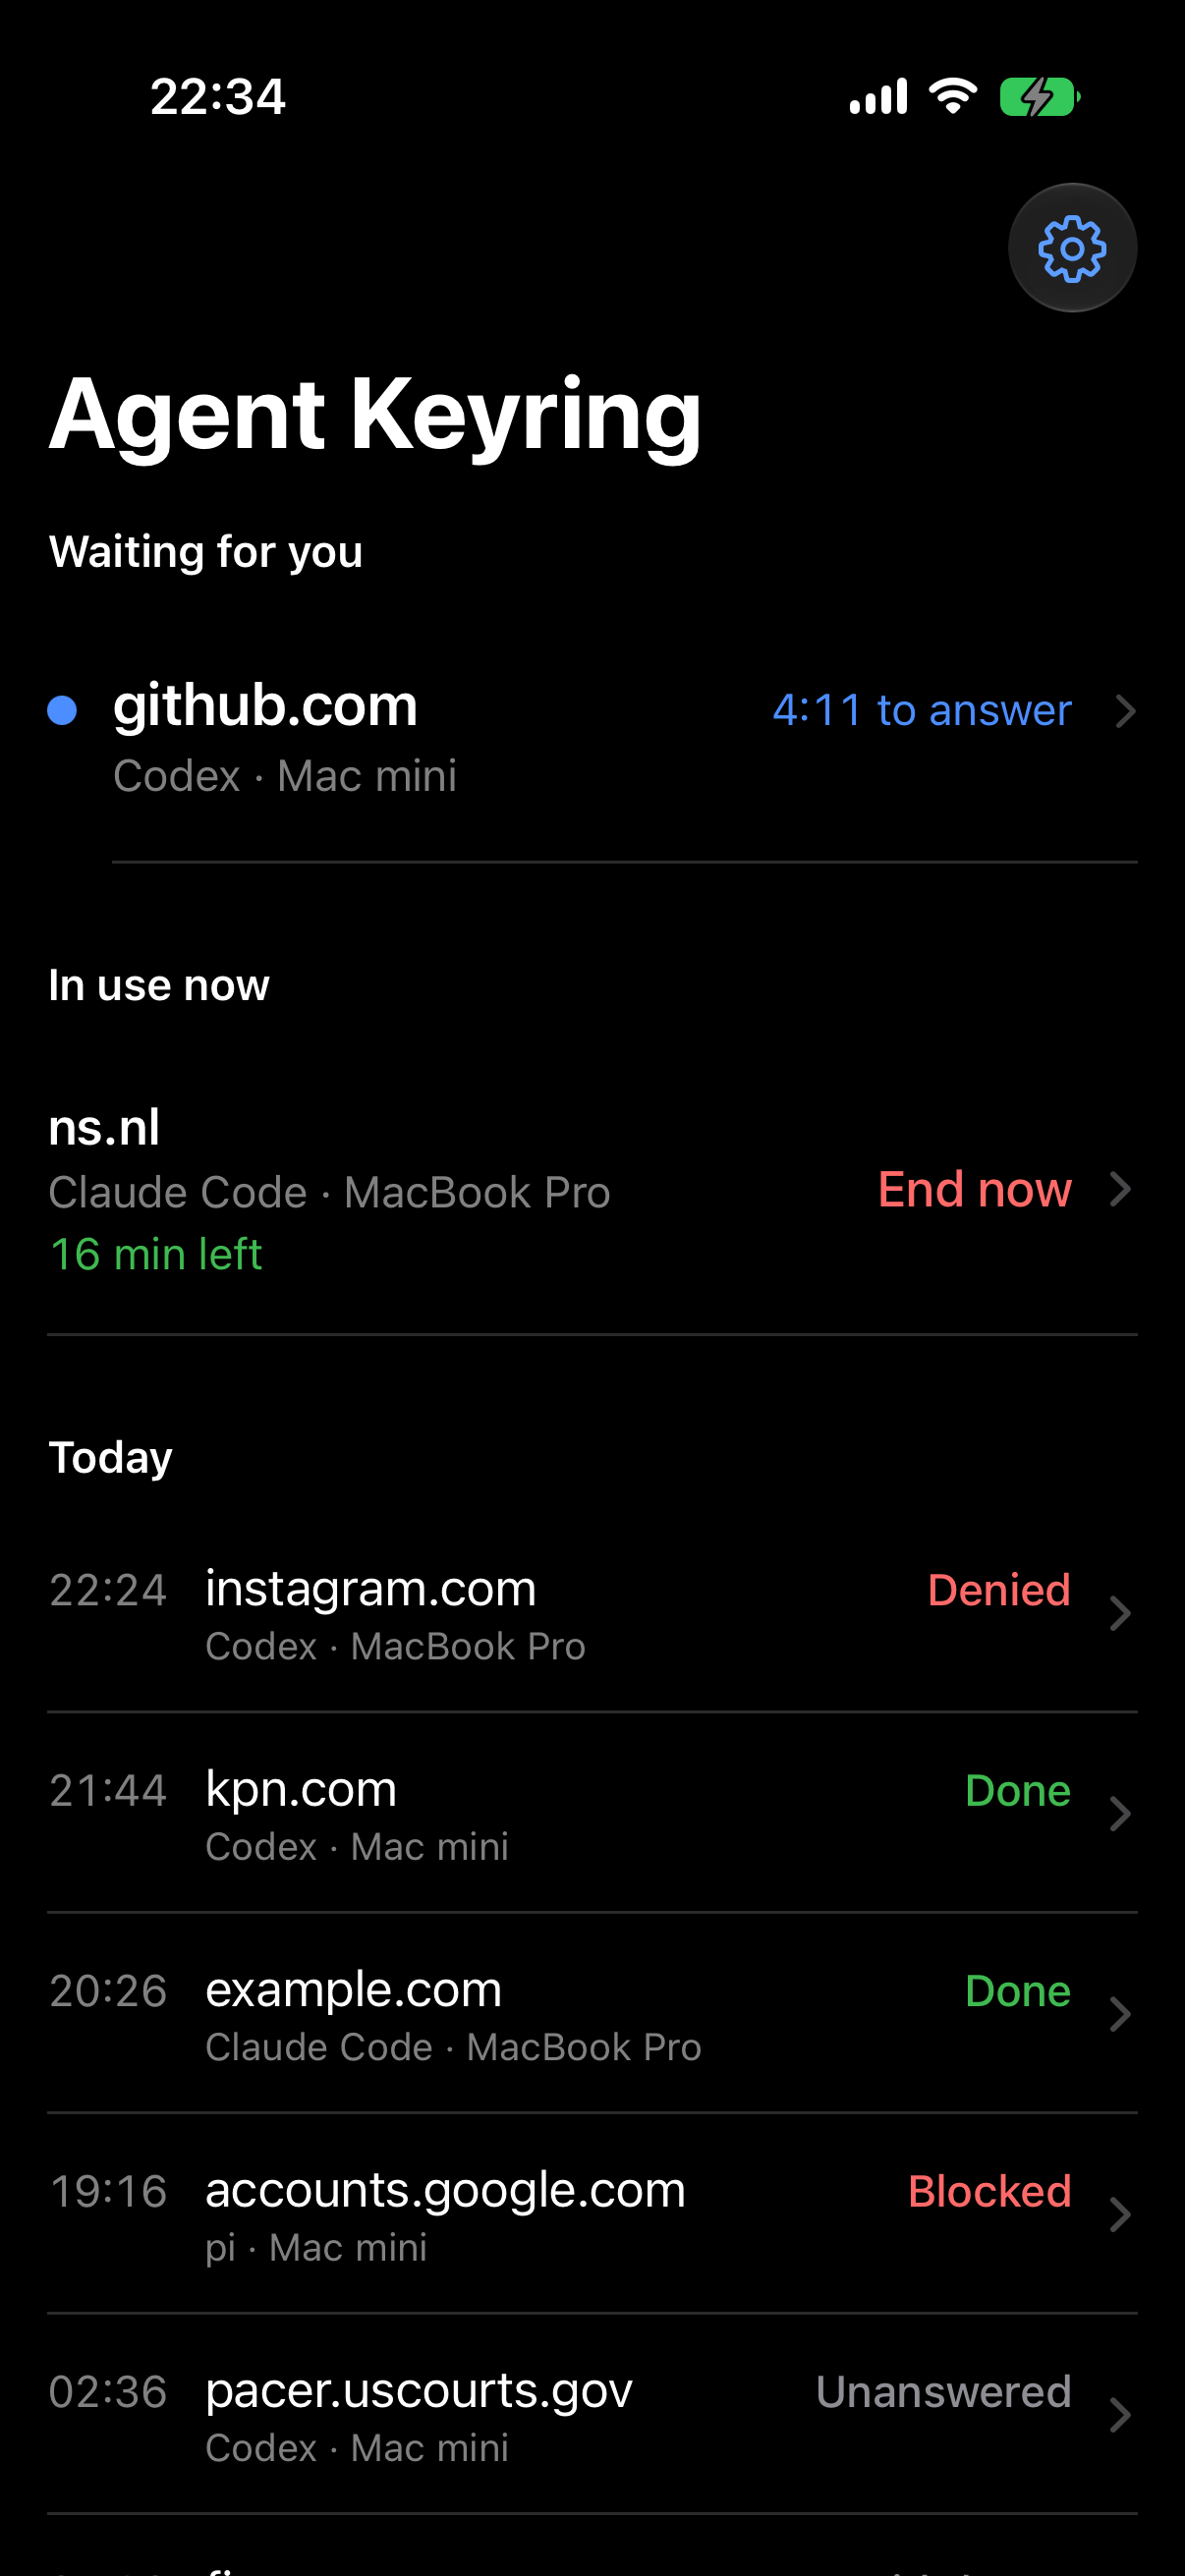 22:34
Agent Keyring
Waiting for you
github.com
4:11 to answer
Codex · Mac mini
In use now
ns.nl
Claude Code · MacBook Pro
End now
16 min left
Today
22:24 instagram.com Denied
Codex · MacBook Pro
21:44 kpn.com Done
Codex · Mac mini
20:26 example.com Done
Claude Code · MacBook Pro
19:16 accounts.google.com Blocked
pi · Mac mini
02:36 pacer.uscourts.gov Unanswered
Codex · Mac mini